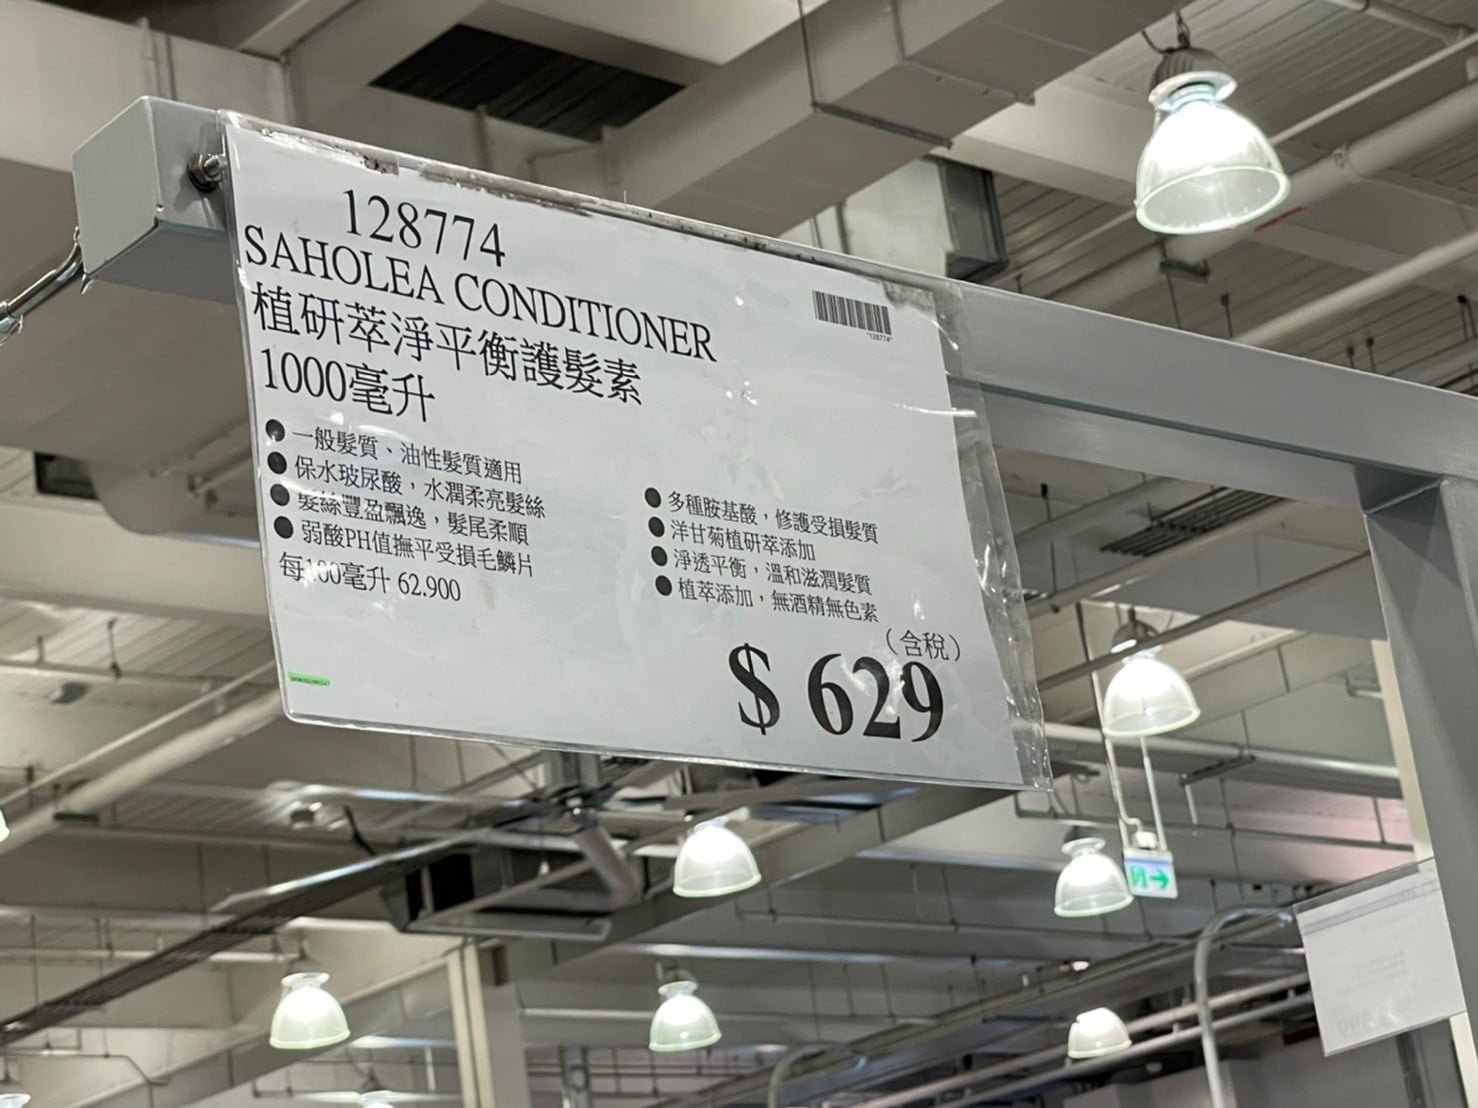 128774
SAHOLEA CONDITIONER
植研萃淨平衡護髮素
1000毫升
*128774*
●一般髮質、油性髮質適用
●保水玻尿酸，水潤柔亮髮絲
●髮絲豐盈飄逸，髮尾柔順
●弱酸PH值撫平受損毛鱗片
每100毫升 62.900
●多種胺基酸，修護受損髮質
●洋甘菊植研萃添加
●淨透平衡，溫和滋潤髮質
●植萃添加，無酒精無色素
（含稅）
$ 629